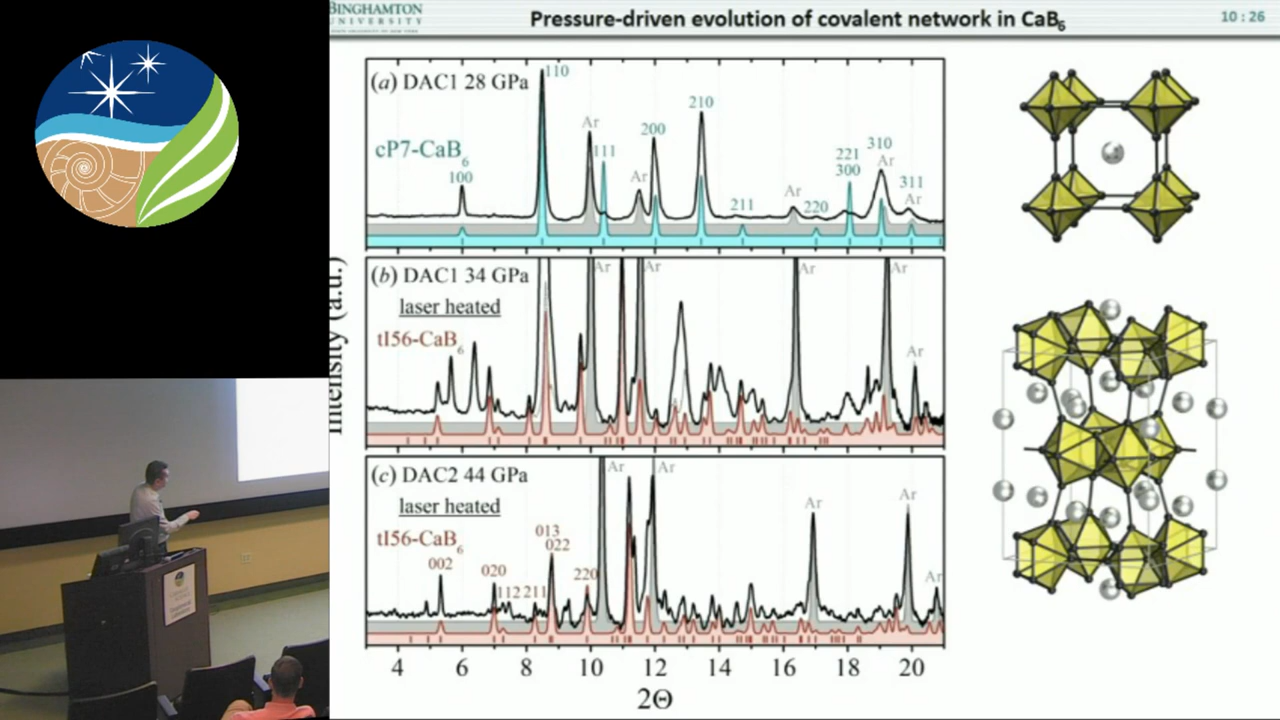 BINGHAMTON
UNIVERSITY
Pressure-driven evolution of covalent network in CaB6
10 : 26
Intensity (a.u.)
(a) DAC1 28 GPa
cP7-CaB6
100
110
Ar
111
Ar
200
210
211
Ar
220
221
300
310
Ar
311
Ar
(b) DAC1 34 GPa
laser heated
tI56-CaB6
Ar
Ar
Ar
Ar
Ar
(c) DAC2 44 GPa
laser heated
tI56-CaB6
002
020
112
211
013
022
220
Ar
Ar
Ar
Ar
Ar
4 6 8 10 12 14 16 18 20
2Θ